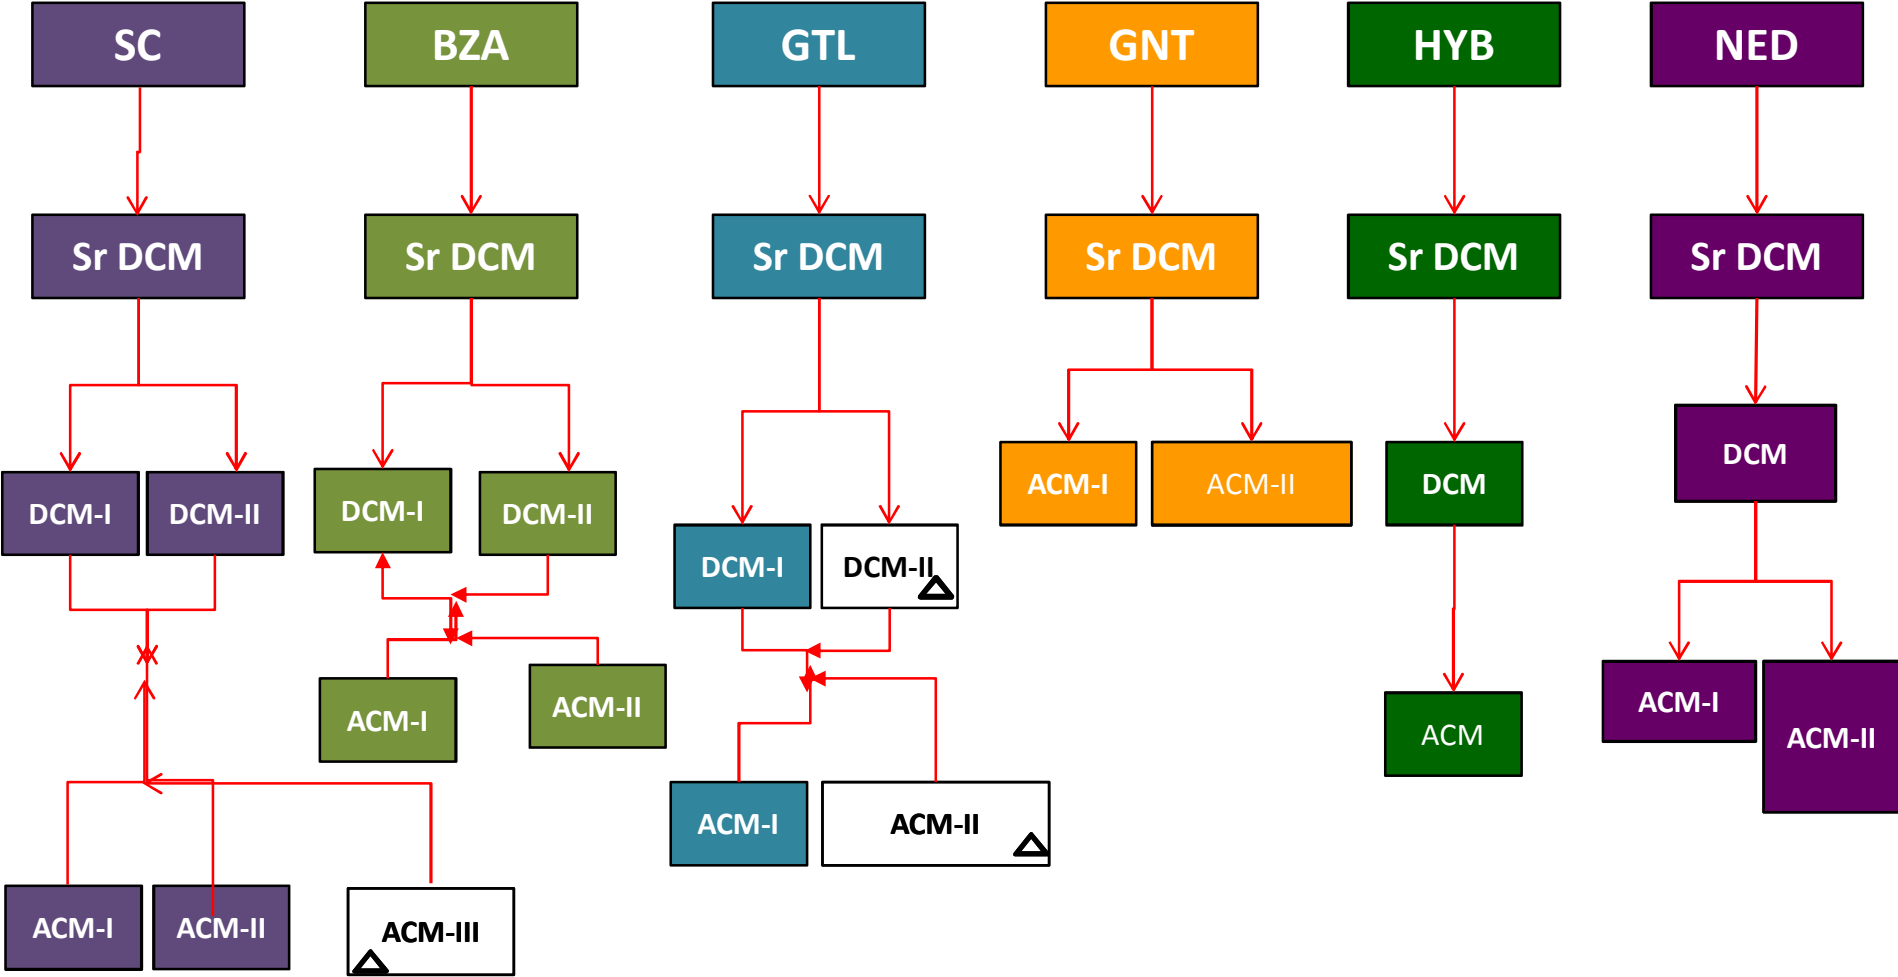 SC
BZA
GTL
GNT
HYB
NED
Sr DCM
Sr DCM
Sr DCM
Sr DCM
Sr DCM
Sr DCM
DCM-I
DCM-II
DCM-I
DCM-II
DCM-I
DCM-II
ACM-I
ACM-II
DCM
DCM
ACM-I
ACM-II
ACM-I
ACM-II
ACM
ACM-I
ACM-II
ACM-I
ACM-II
ACM-III